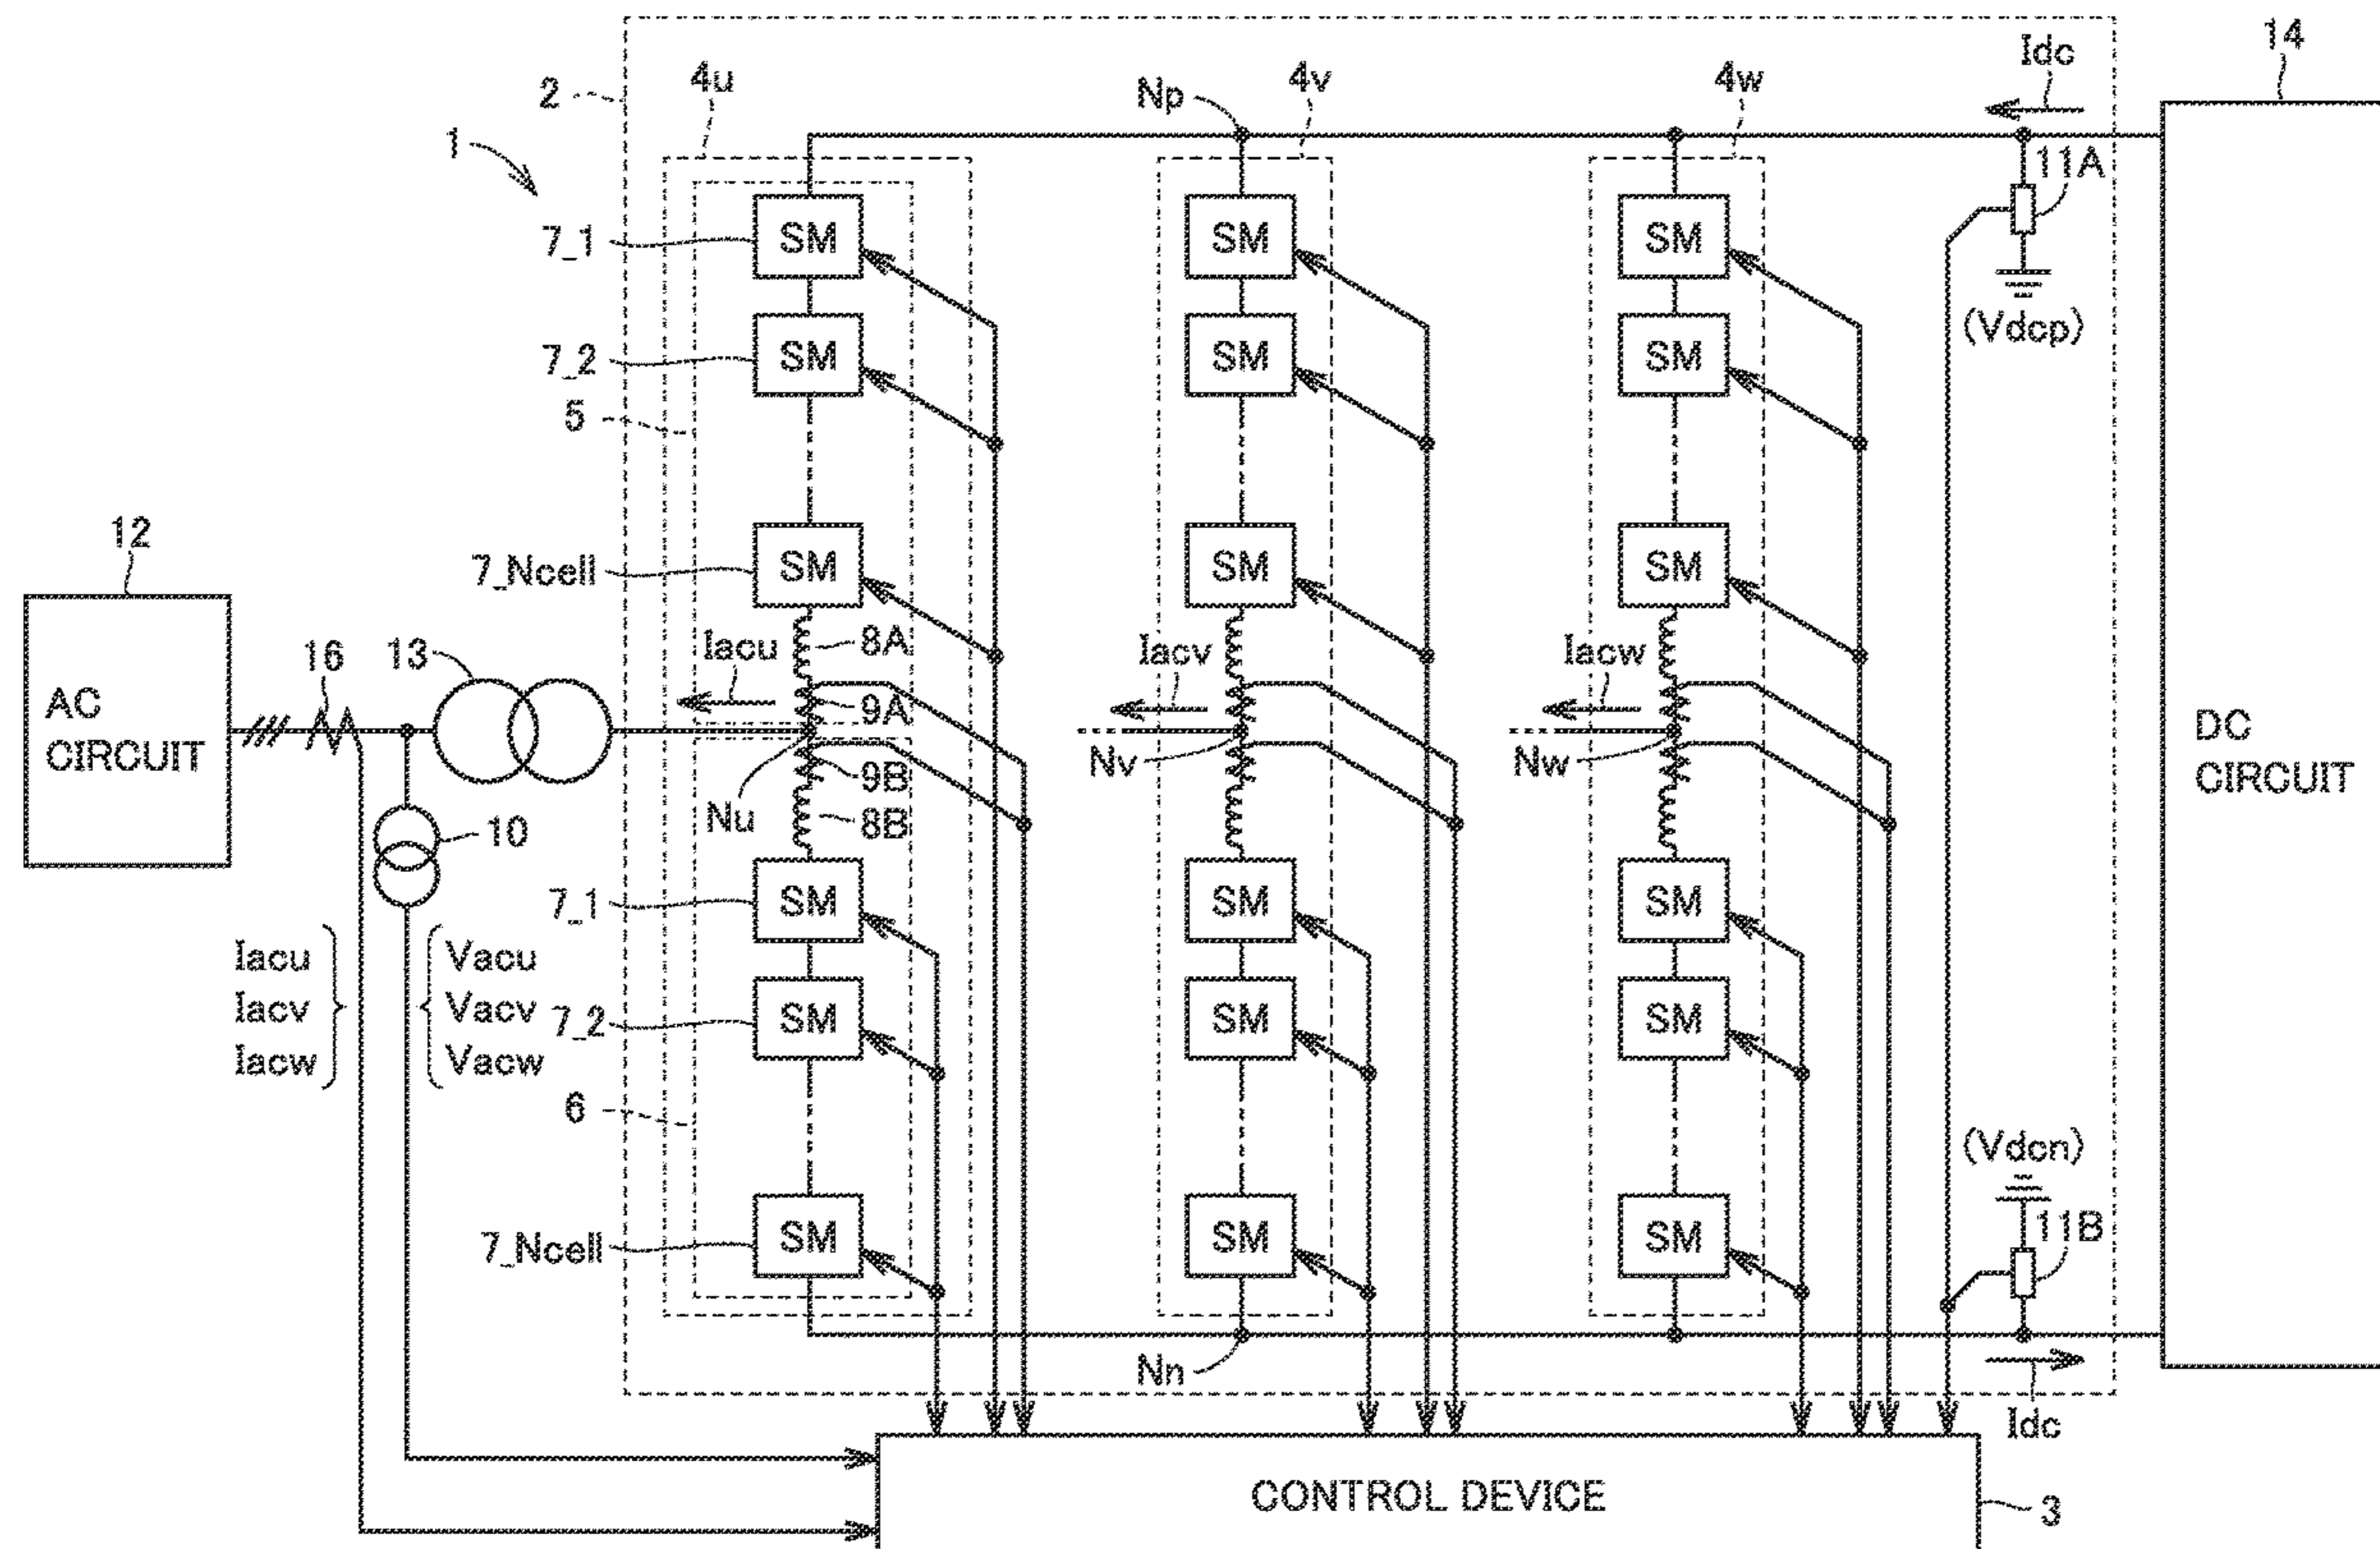 14
Idc
2
4u
Np
4v
4w
1
11A
7_1
SM
SM
SM
(Vdcp)
7_2
SM
SM
SM
5
12
7_Ncell
SM
SM
SM
16
13
Iacu
8A
Iacv
Iacw
AC
CIRCUIT
9A
DC
CIRCUIT
Nv
Nw
9B
Nu
8B
10
7_1
SM
SM
SM
Iacu
Vacu
Iacv
Vacv
7_2
SM
SM
SM
Iacw
Vacw
6
(Vdcn)
11B
7_Ncell
SM
SM
SM
Nn
Idc
CONTROL DEVICE
3